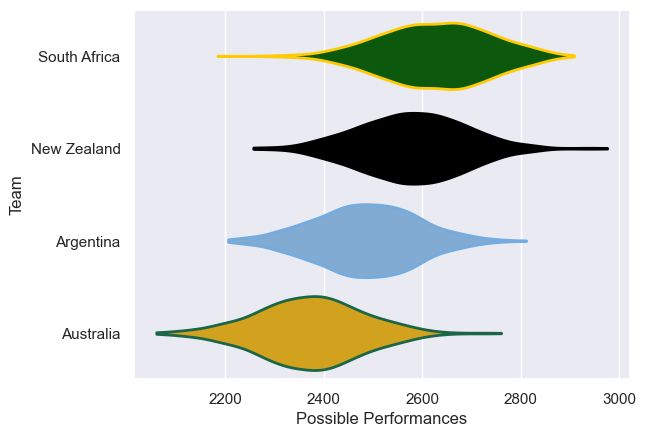 South Africa
New Zealand
Argentina
Australia
Team
2200 2400 2600 2800 3000
Possible Performances